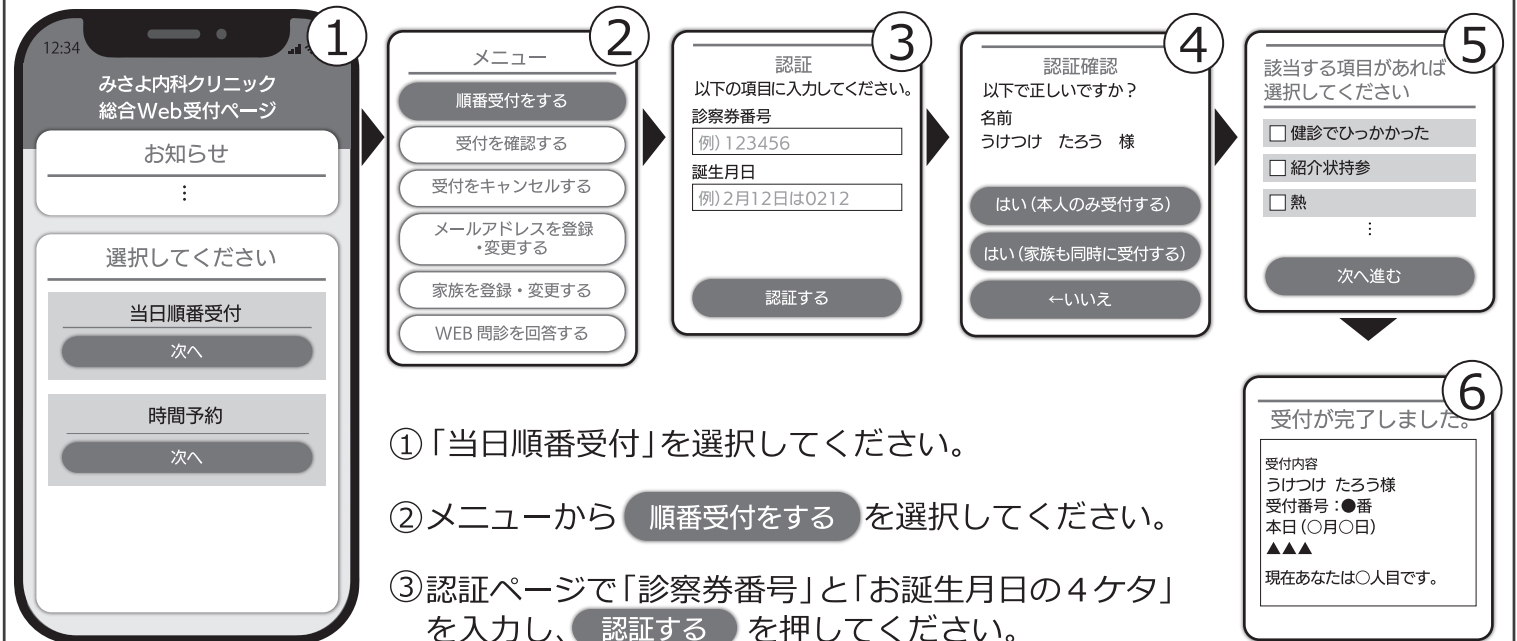 ①
12:34
みさよ内科クリニック
総合Web受付ページ
お知らせ
⋮
選択してください
当日順番受付
次へ
時間予約
次へ
②
メニュー
順番受付をする
受付を確認する
受付をキャンセルする
メールアドレスを登録
・変更する
家族を登録・変更する
WEB 問診を回答する
③
認証
以下の項目に入力してください。
診察券番号
例）123456
誕生月日
例）2月12日は0212
認証する
④
認証確認
以下で正しいですか？
名前
うけつけ たろう 様
はい（本人のみ受付する）
はい（家族も同時に受付する）
←いいえ
⑤
該当する項目があれば
選択してください
□健診でひっかかった
□紹介状持参
□熱
⋮
次へ進む
⑥
受付が完了しました。
受付内容
うけつけ たろう様
受付番号：●番
本日（○月○日）
▲▲▲
現在あなたは○人目です。
①「当日順番受付」を選択してください。
②メニューから 順番受付をする を選択してください。
③認証ページで「診察券番号」と「お誕生月日の４ケタ」
を入力し、 認証する を押してください。